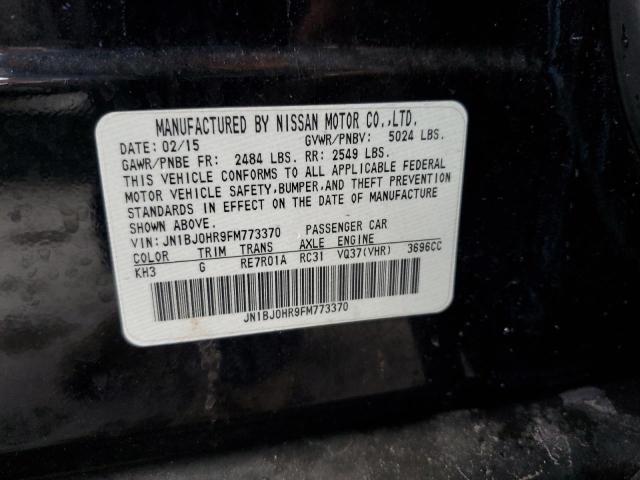 MANUFACTURED BY NISSAN MOTOR CO.,LTD.
DATE: 02/15 GVWR/PNBV: 5024 LBS.
GAWR/PNBE FR: 2484 LBS. RR: 2549 LBS.
THIS VEHICLE CONFORMS TO ALL APPLICABLE FEDERAL
MOTOR VEHICLE SAFETY, BUMPER, AND THEFT PREVENTION
STANDARDS IN EFFECT ON THE DATE OF MANUFACTURE
SHOWN ABOVE.
VIN: JN1BJ0HR9FM773370 PASSENGER CAR
COLOR TRIM TRANS AXLE ENGINE
KH3 G RE7R01A RC31 VQ37(VHR) 3696CC
JN1BJ0HR9FM773370